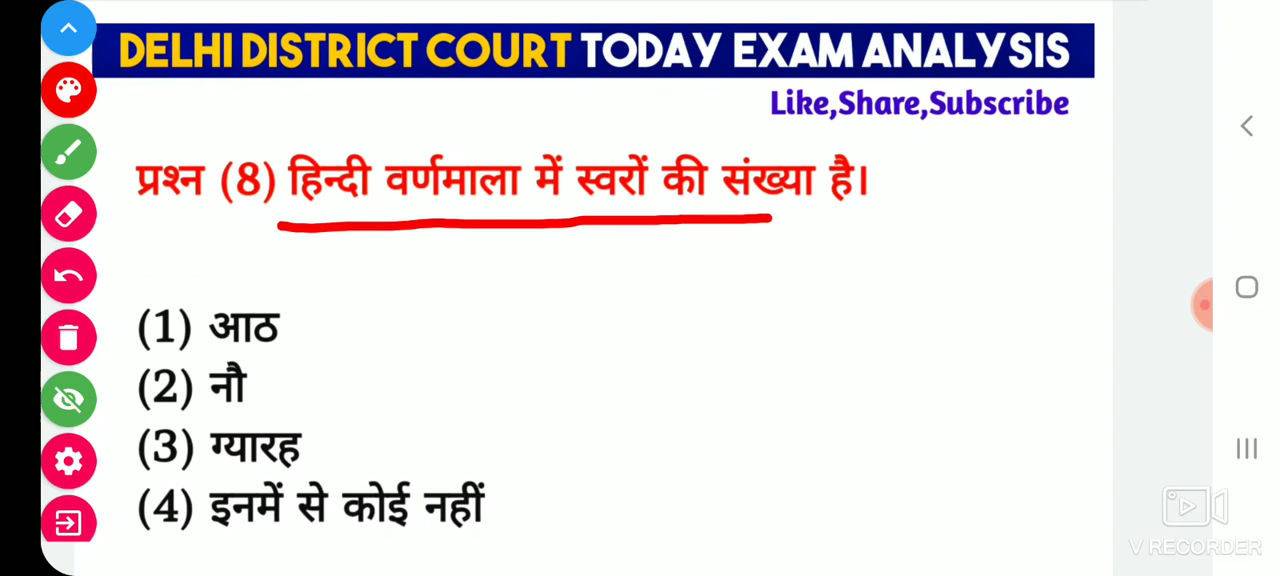 DELHI DISTRICT COURT TODAY EXAM ANALYSIS
Like,Share,Subscribe
प्रश्न (8) हिन्दी वर्णमाला में स्वरों की संख्या है।
(1) आठ
(2) नौ
(3) ग्यारह
(4) इनमें से कोई नहीं
V RECORDER